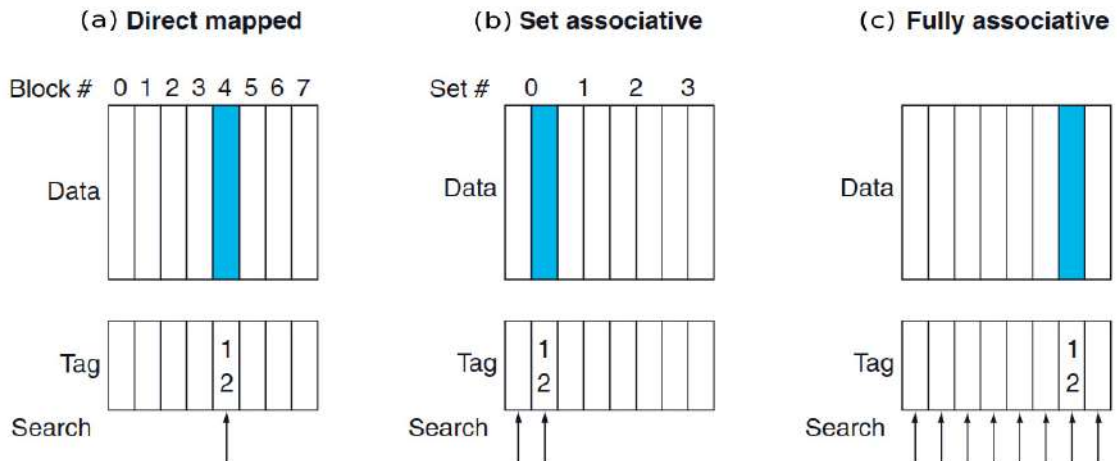 (a) Direct mapped
Block # 0 1 2 3 4 5 6 7
Data
Tag
1
2
Search
(b) Set associative
Set # 0 1 2 3
Data
Tag
1
2
Search
(c) Fully associative
Data
Tag
1
2
Search